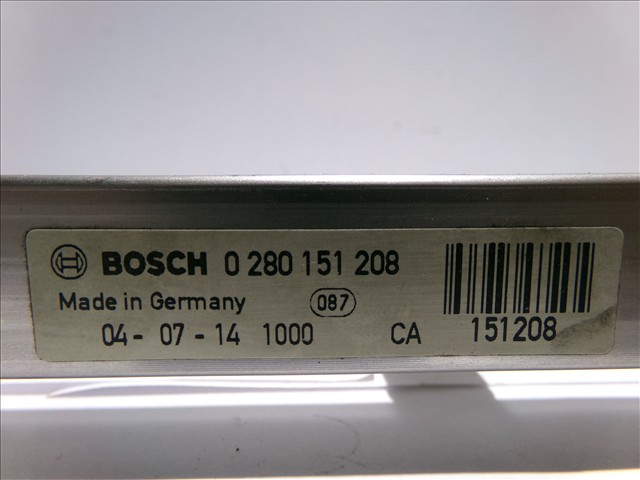 BOSCH 0 280 151 208
Made in Germany 087
04- 07 - 14 1000 CA 151208